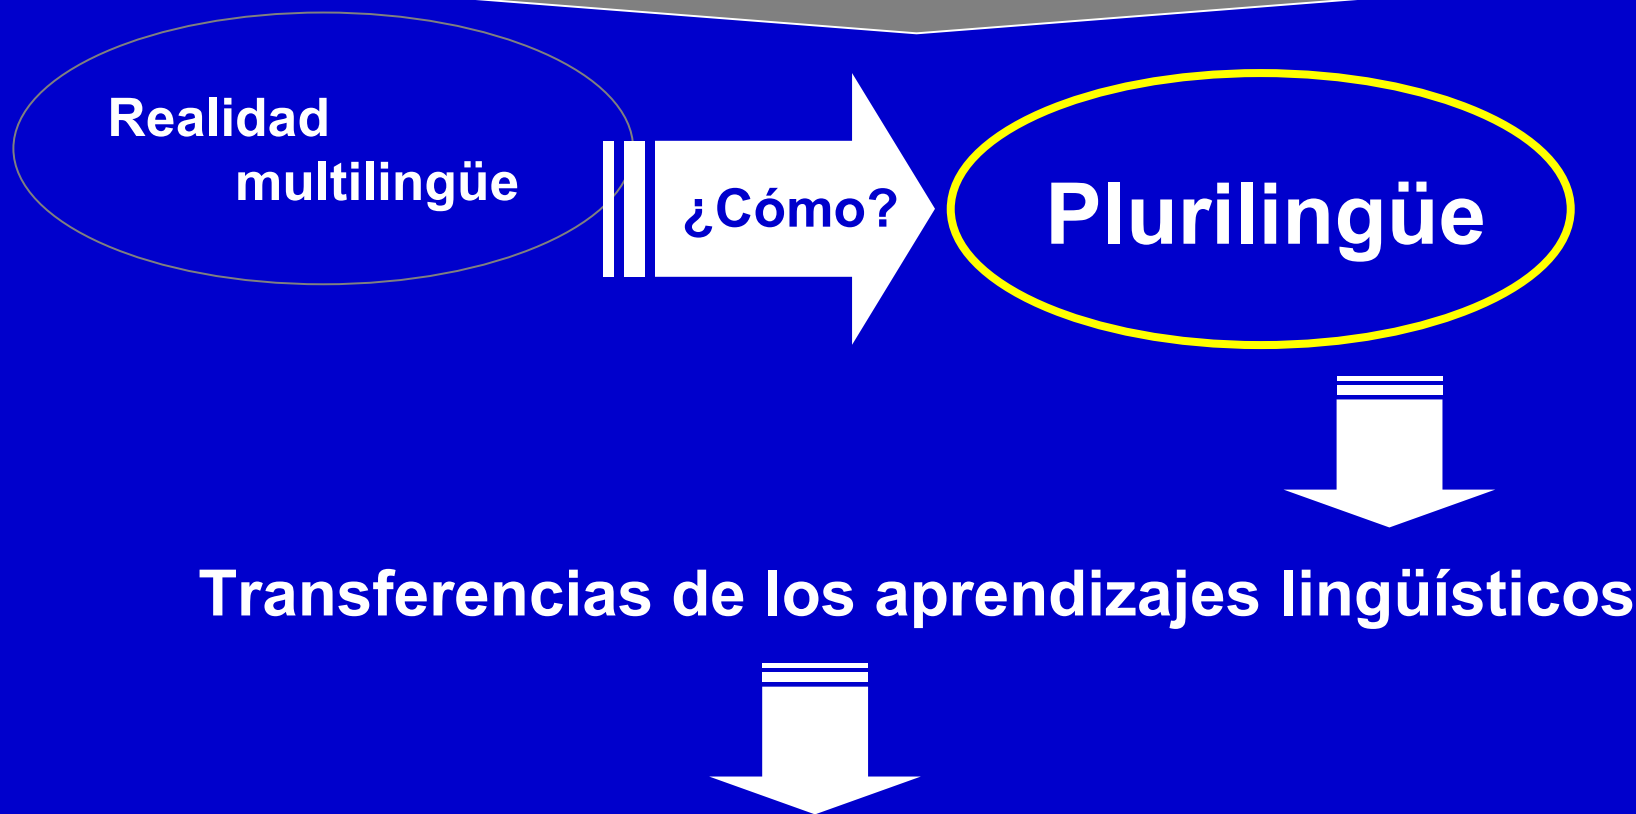 Realidad
multilingüe
¿Cómo?
Plurilingüe
Transferencias de los aprendizajes lingüísticos